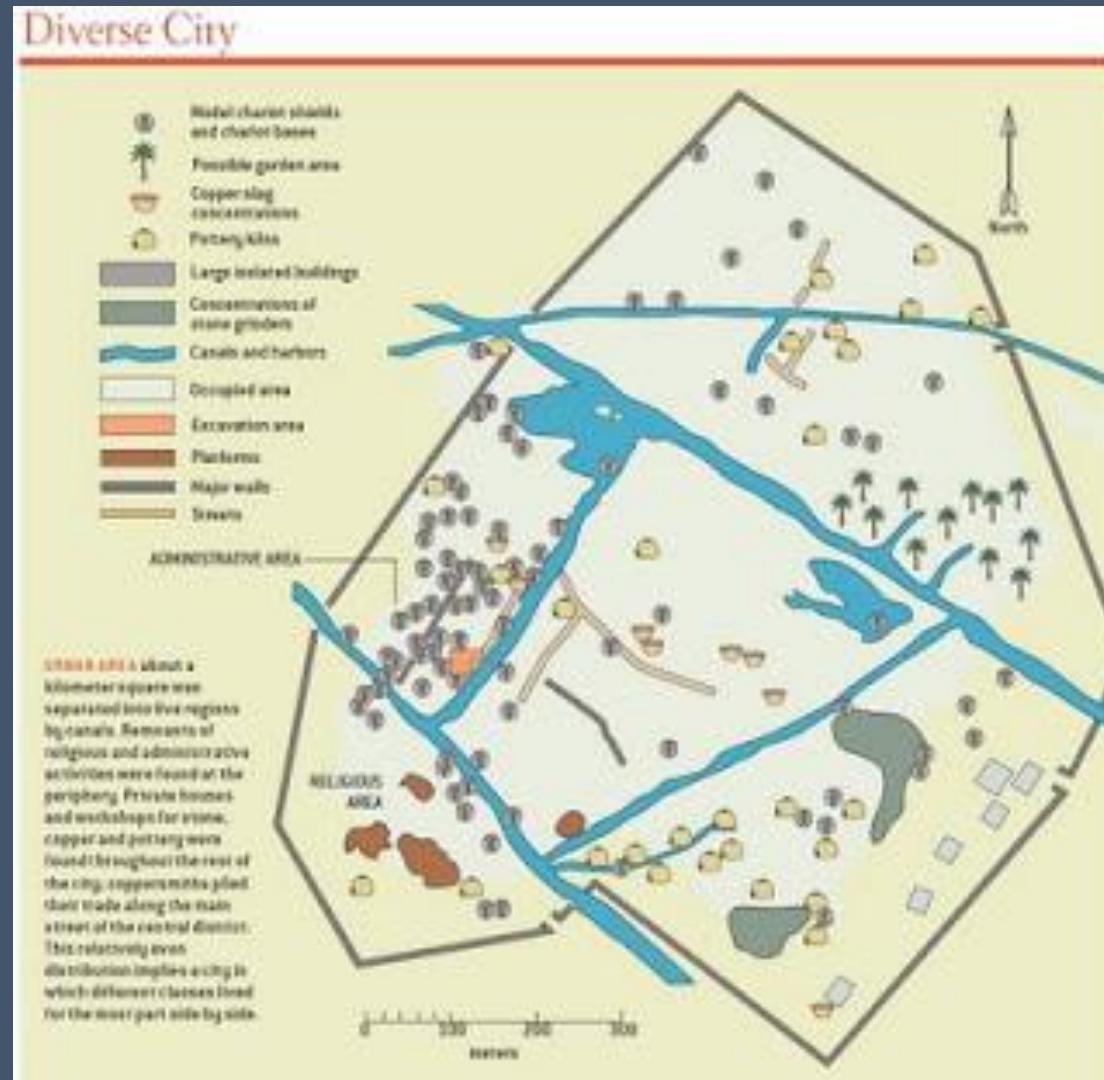 Diverse City
Model chariot shields
and chariot bases
Possible garden area
Copper slag
concentrations
Pottery kilns
Large isolated buildings
Concentrations of
stone grinders
Canals and harbors
Occupied area
Excavation area
Platforms
Major walls
Streets
North
ADMINISTRATIVE AREA
URBAN AREA about a
kilometer square was
separated into five regions
by canals. Remnants of
religious and administrative
activities were found at the
periphery. Private houses
and workshops for stone,
copper and pottery were
found throughout the rest of
the city; coppersmiths plied
their trade along the main
street of the central district.
This relatively even
distribution implies a city in
which different classes lived
for the most part side by side.
RELIGIOUS
AREA
0 100 200 300
meters